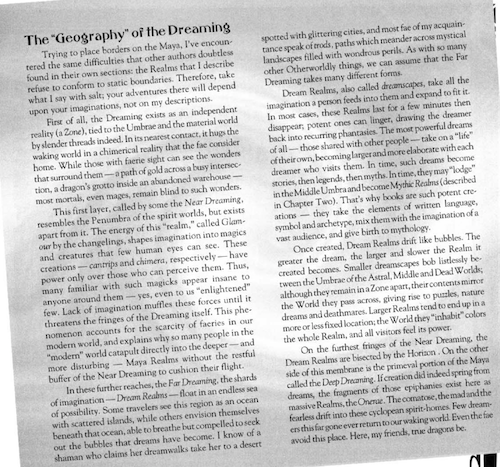 The "Geography" of the Dreaming
Trying to place borders on the Maya, I've encoun-
tered the same difficulties that other authors doubtless
found in their own sections: the Realms that I describe
refuse to conform to static boundaries. Therefore, take
what I say with salt; your adventures there will depend
upon your imaginations, not on my descriptions.
First of all, the Dreaming exists as an independent
reality (a Zone), tied to the Umbrae and the material world
by slender threads indeed. In its nearest contact, it hugs the
waking world in a chimerical reality that the fae consider
home. While those with faerie sight can see the wonders
that surround them — a path of gold across a busy intersec-
tion, a dragon's grotto inside an abandoned warehouse —
most mortals, even mages, remain blind to such wonders.
This first layer, called by some the Near Dreaming,
resembles the Penumbra of the spirit worlds, but exists
apart from it. The energy of this "realm," called Glam-
our by the changelings, shapes imagination into magics
and creatures that few human eyes can see. These
creations — cantrips and chimera, respectively — have
power only over those who can perceive them. Thus,
many familiar with such magicks appear insane to
anyone around them — yes, even to us "enlightened"
few. Lack of imagination muffles these forces until it
threatens the fringes of the Dreaming itself. This phe-
nomenon accounts for the scarcity of faeries in our
modern world, and explains why so many people in the
"modern" world catapult directly into the deeper — and
more disturbing — Maya Realms without the restful
buffer of the Near Dreaming to cushion their flight.
In these further reaches, the Far Dreaming, the shards
of imagination — Dream Realms — float in an endless sea
of possibility. Some travelers see this region as an ocean
with scattered islands, while others envision themselves
beneath that ocean, able to breathe but compelled to seek
out the bubbles that dreams have become. I know of a
shaman who claims her dreamwalks take her to a desert
spotted with glittering cities, and most fae of my acquain-
tance speak of trods, paths which meander across mystical
landscapes filled with wondrous perils. As with so many
other Otherworldly things, we can assume that the Far
Dreaming takes many different forms.
Dream Realms, also called dreamscapes, take all the
imagination a person feeds into them and expand to fit it.
In most cases, these Realms last for a few minutes then
disappear; potent ones can linger, drawing the dreamer
back into recurring phantasies. The most powerful dreams
of all — those shared with other people — take on a "life"
of their own, becoming larger and more elaborate with each
dreamer who visits them. In time, such dreams become
stories, then legends, then myths. In time, they may "lodge"
in the Middle Umbra and become Mythic Realms (described
in Chapter Two). That's why books are such potent cre-
ations — they take the elements of written language,
symbol and archetype, mix them with the imagination of a
vast audience, and give birth to mythology.
Once created, Dream Realms drift like bubbles. The
greater the dream, the larger and slower the Realm it
created becomes. Smaller dreamscapes bob listlessly be-
tween the Umbrae of the Astral, Middle and Dead Worlds;
although they remain in a Zone apart, their contents mirror
the World they pass across, giving rise to puzzles, nature
dreams and deathmates. Larger Realms tend to end up in a
more or less fixed location; the World they "inhabit" colors
the whole Realm, and all visitors feel its power.
On the furthest fringes of the Near Dreaming, the
Dream Realms are bisected by the Horizon. On the other
side of this membrane is the primeval portion of the Maya
called the Deep Dreaming. If creation did indeed spring from
dreams, the fragments of those epiphanies exist here as
massive Realms, the Oneirae. The comatose, the mad and the
fearless drift into these cyclopean spirit-homes. Few dream-
ers this far gone ever return to our waking world. Even the fae
avoid this place. Here, my friends, true dragons be.